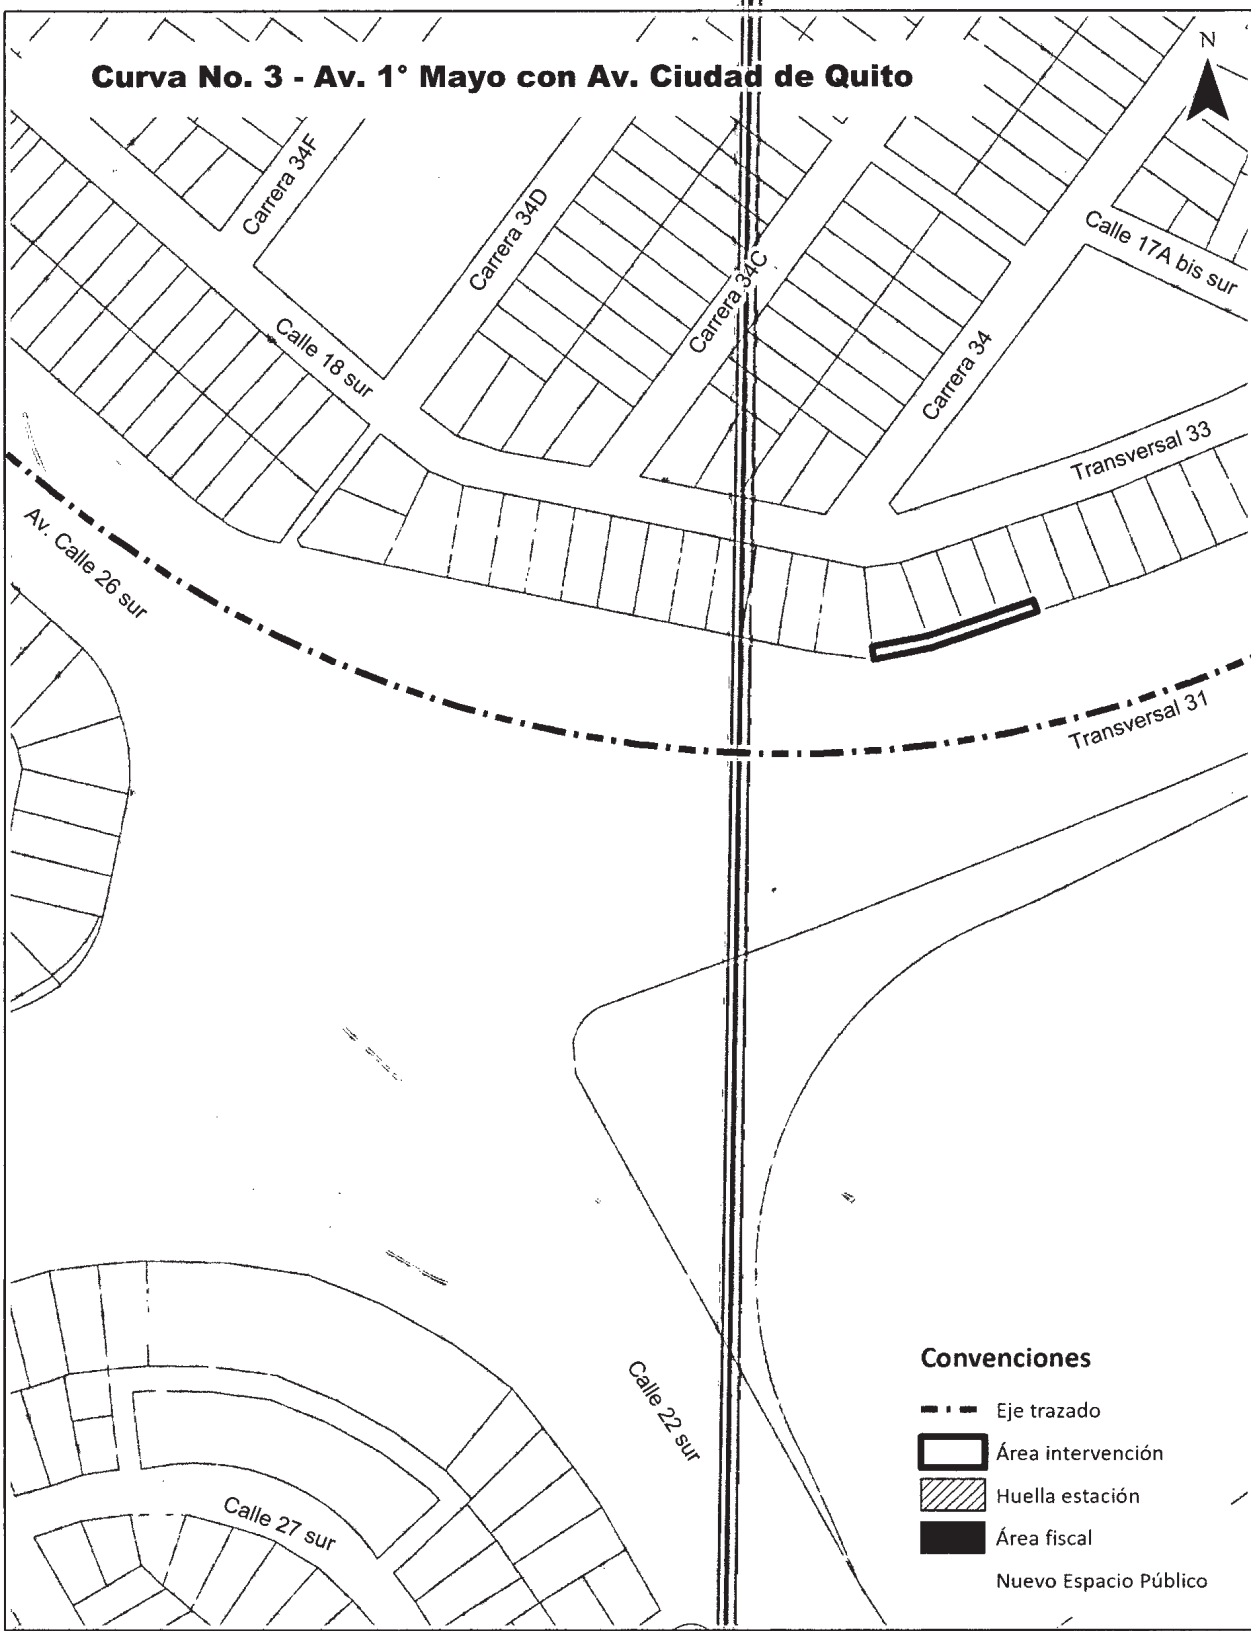 N
Curva No. 3 - Av. 1° Mayo con Av. Ciudad de Quito
Carrera 34F
Carrera 34D
Carrera 34C
Calle 17A bis sur
Calle 18 sur
Carrera 34
Transversal 33
Av. Calle 26 sur
Transversal 31
Calle 22 sur
Calle 27 sur
Convenciones
Eje trazado
Área intervención
Huella estación
Área fiscal
Nuevo Espacio Público